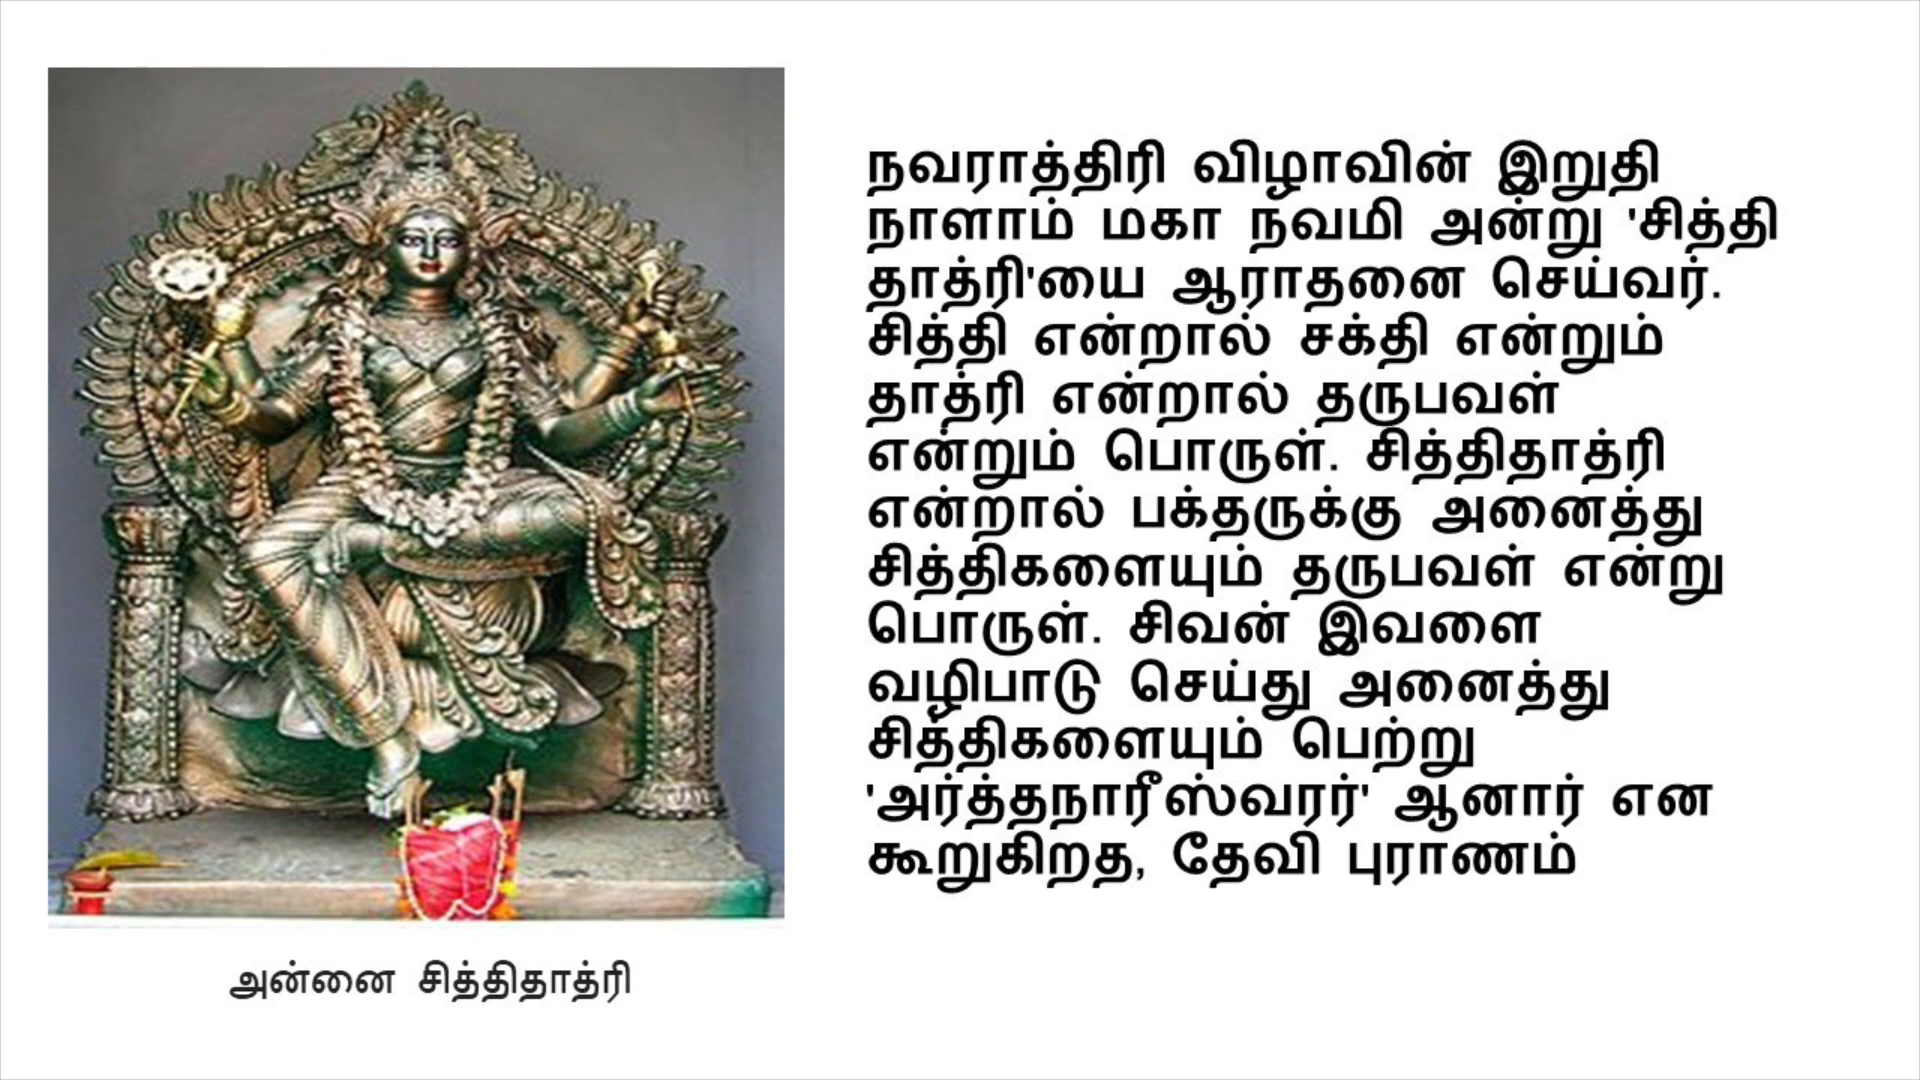 நவராத்திரி விழாவின் இறுதி
நாளாம் மகா நவமி அன்று 'சித்தி
தாத்ரி'யை ஆராதனை செய்வர்.
சித்தி என்றால் சக்தி என்றும்
தாத்ரி என்றால் தருபவள்
என்றும் பொருள். சித்திதாத்ரி
என்றால் பக்தருக்கு அனைத்து
சித்திகளையும் தருபவள் என்று
பொருள். சிவன் இவளை
வழிபாடு செய்து அனைத்து
சித்திகளையும் பெற்று
'அர்த்தநாரீஸ்வரர்' ஆனார் என
கூறுகிறத, தேவி புராணம்
அன்னை சித்திதாத்ரி